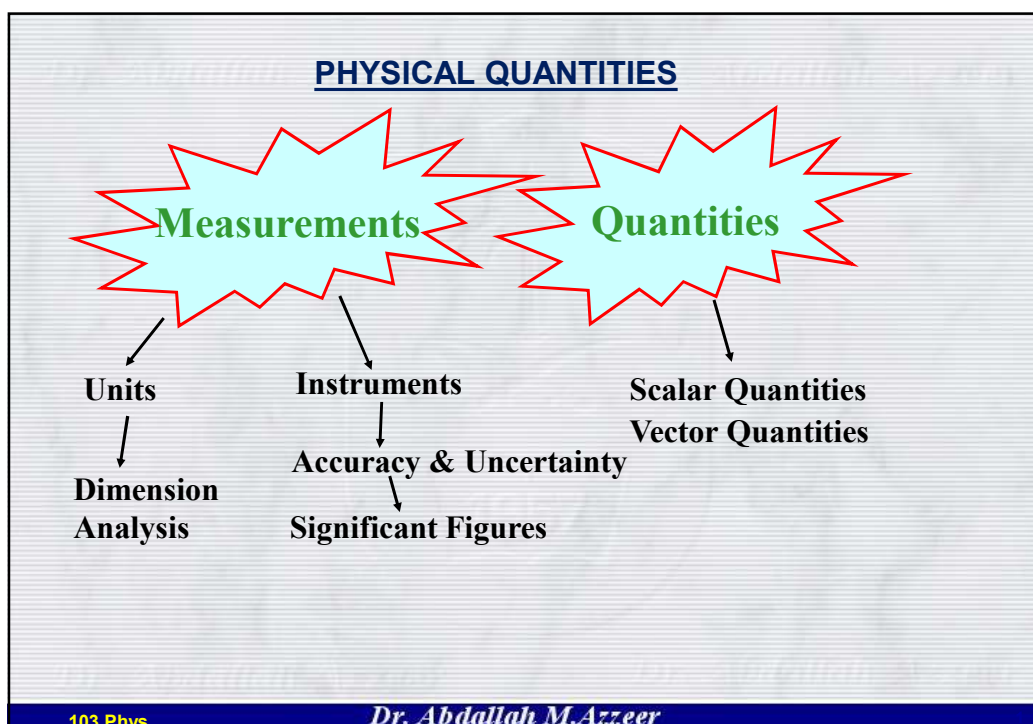 PHYSICAL QUANTITIES
Measurements
Quantities
Units
Instruments
Scalar Quantities
Vector Quantities
Accuracy & Uncertainty
Dimension
Analysis
Significant Figures
103 Phys
Dr. Abdallah M.Azzeer